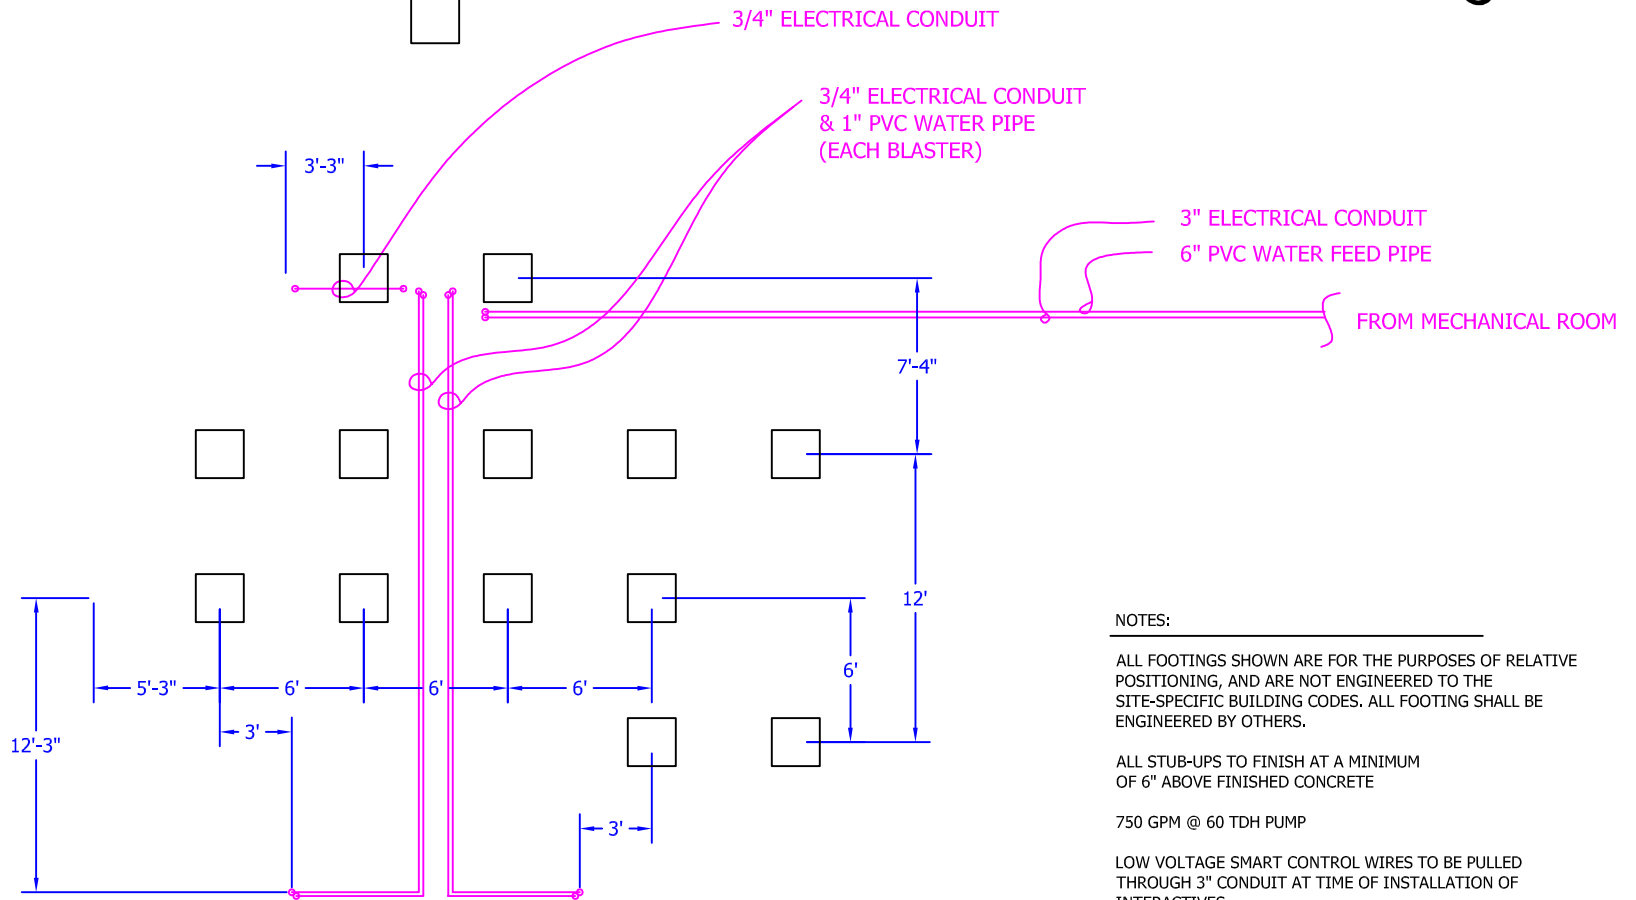 3/4" ELECTRICAL CONDUIT
3/4" ELECTRICAL CONDUIT
& 1" PVC WATER PIPE
(EACH BLASTER)
3'-3"
3" ELECTRICAL CONDUIT
6" PVC WATER FEED PIPE
FROM MECHANICAL ROOM
7'-4"
12'
6'
5'-3"
6'
6'
6'
3'
12'-3"
3'
NOTES:
ALL FOOTINGS SHOWN ARE FOR THE PURPOSES OF RELATIVE
POSITIONING, AND ARE NOT ENGINEERED TO THE
SITE-SPECIFIC BUILDING CODES. ALL FOOTING SHALL BE
ENGINEERED BY OTHERS.
ALL STUB-UPS TO FINISH AT A MINIMUM
OF 6" ABOVE FINISHED CONCRETE
750 GPM @ 60 TDH PUMP
LOW VOLTAGE SMART CONTROL WIRES TO BE PULLED
THROUGH 3" CONDUIT AT TIME OF INSTALLATION OF